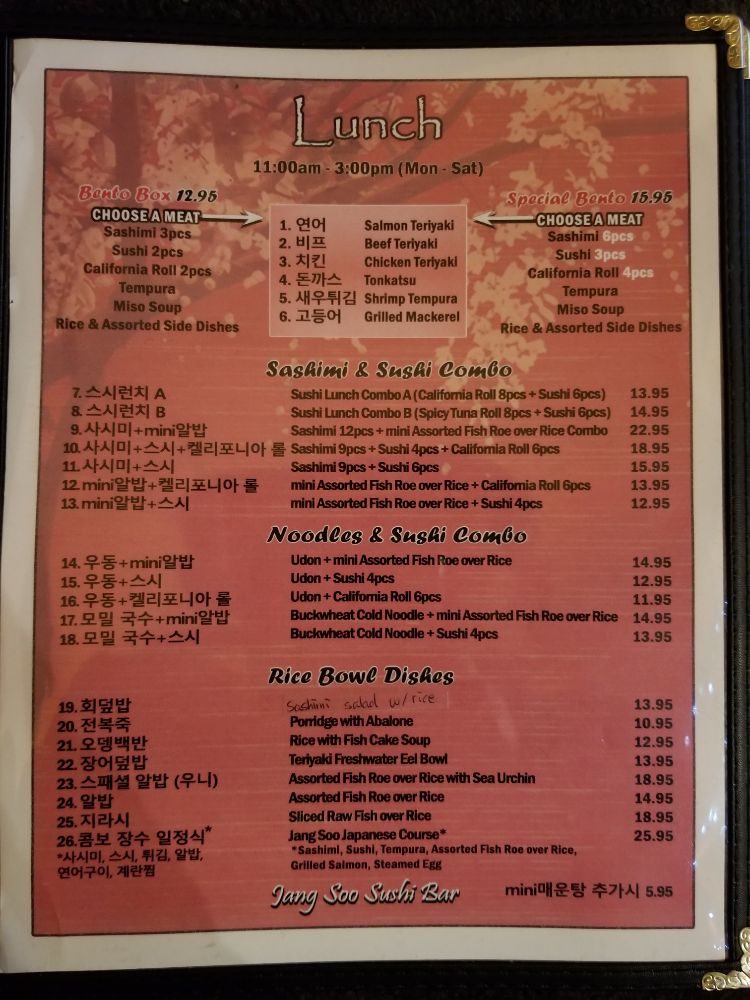 Lunch
11:00am - 3:00pm (Mon - Sat)
Bento Box 12.95
CHOOSE A MEAT
Sashimi 3pcs
Sushi 2pcs
California Roll 2pcs
Tempura
Miso Soup
Rice & Assorted Side Dishes
1. 연어 Salmon Teriyaki
2. 비프 Beef Teriyaki
3. 치킨 Chicken Teriyaki
4. 돈까스 Tonkatsu
5. 새우튀김 Shrimp Tempura
6. 고등어 Grilled Mackerel
Special Bento 15.95
CHOOSE A MEAT
Sashimi 6pcs
Sushi 3pcs
California Roll 4pcs
Tempura
Miso Soup
Rice & Assorted Side Dishes
Sashimi & Sushi Combo
7. 스시런치 A Sushi Lunch Combo A (California Roll 8pcs + Sushi 6pcs) 13.95
8. 스시런치 B Sushi Lunch Combo B (Spicy Tuna Roll 8pcs + Sushi 6pcs) 14.95
9. 사시미+mini알밥 Sashimi 12pcs + mini Assorted Fish Roe over Rice Combo 22.95
10. 사시미+스시+켈리포니아 롤 Sashimi 9pcs + Sushi 4pcs + California Roll 6pcs 18.95
11. 사시미+스시 Sashimi 9pcs + Sushi 6pcs 15.95
12. mini알밥+켈리포니아 롤 mini Assorted Fish Roe over Rice + California Roll 6pcs 13.95
13. mini알밥+스시 mini Assorted Fish Roe over Rice + Sushi 4pcs 12.95
Noodles & Sushi Combo
14. 우동+mini알밥 Udon + mini Assorted Fish Roe over Rice 14.95
15. 우동+스시 Udon + Sushi 4pcs 12.95
16. 우동+켈리포니아 롤 Udon + California Roll 6pcs 11.95
17. 모밀 국수+mini알밥 Buckwheat Cold Noodle + mini Assorted Fish Roe over Rice 14.95
18. 모밀 국수+스시 Buckwheat Cold Noodle + Sushi 4pcs 13.95
Rice Bowl Dishes
19. 회덮밥 Sashimi salad w/rice 13.95
20. 전복죽 Porridge with Abalone 10.95
21. 오뎅백반 Rice with Fish Cake Soup 12.95
22. 장어덮밥 Teriyaki Freshwater Eel Bowl 13.95
23. 스패셜 알밥 (우니) Assorted Fish Roe over Rice with Sea Urchin 18.95
24. 알밥 Assorted Fish Roe over Rice 14.95
25. 지라시 Sliced Raw Fish over Rice 18.95
26. 콤보 장수 일정식* Jang Soo Japanese Course* 25.95
*사시미, 스시, 튀김, 알밥,
연어구이, 계란찜
*Sashimi, Sushi, Tempura, Assorted Fish Roe over Rice,
Grilled Salmon, Steamed Egg
Jang Soo Sushi Bar
mini매운탕 추가시 5.95